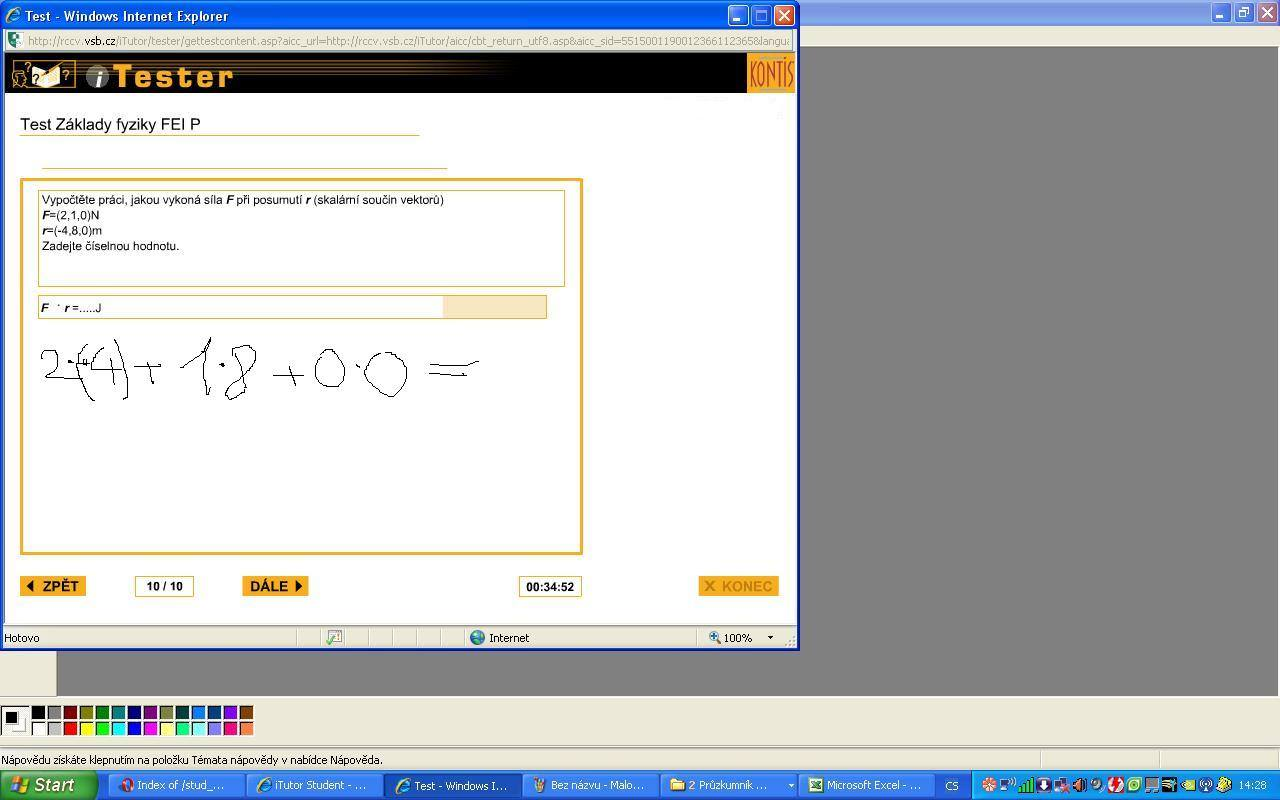 Test - Windows Internet Explorer
http://rccv.vsb.cz/iTutor/tester/gettestcontent.asp?aicc_url=http://rccv.vsb.cz/iTutor/aicc/cbt_return_utf8.asp&aicc_sid=5515001190012366112365&langua
i Tester
KONTIS
Test Základy fyziky FEI P
Vypočtěte práci, jakou vykoná síla F při posumutí r (skalární součin vektorů)
F=(2,1,0)N
r=(-4,8,0)m
Zadejte číselnou hodnotu.
F · r =.....J
2·(-4) + 1·8 + 0·0 =
ZPĚT
10 / 10
DÁLE
00:34:52
X KONEC
Hotovo
Internet
100%
Nápovědu získáte klepnutím na položku Témata nápovědy v nabídce Nápověda.
Start
Index of /stud_...
iTutor Student - ...
Test - Windows I...
Bez názvu - Malo...
2 Průzkumník ...
Microsoft Excel - ...
CS
14:28